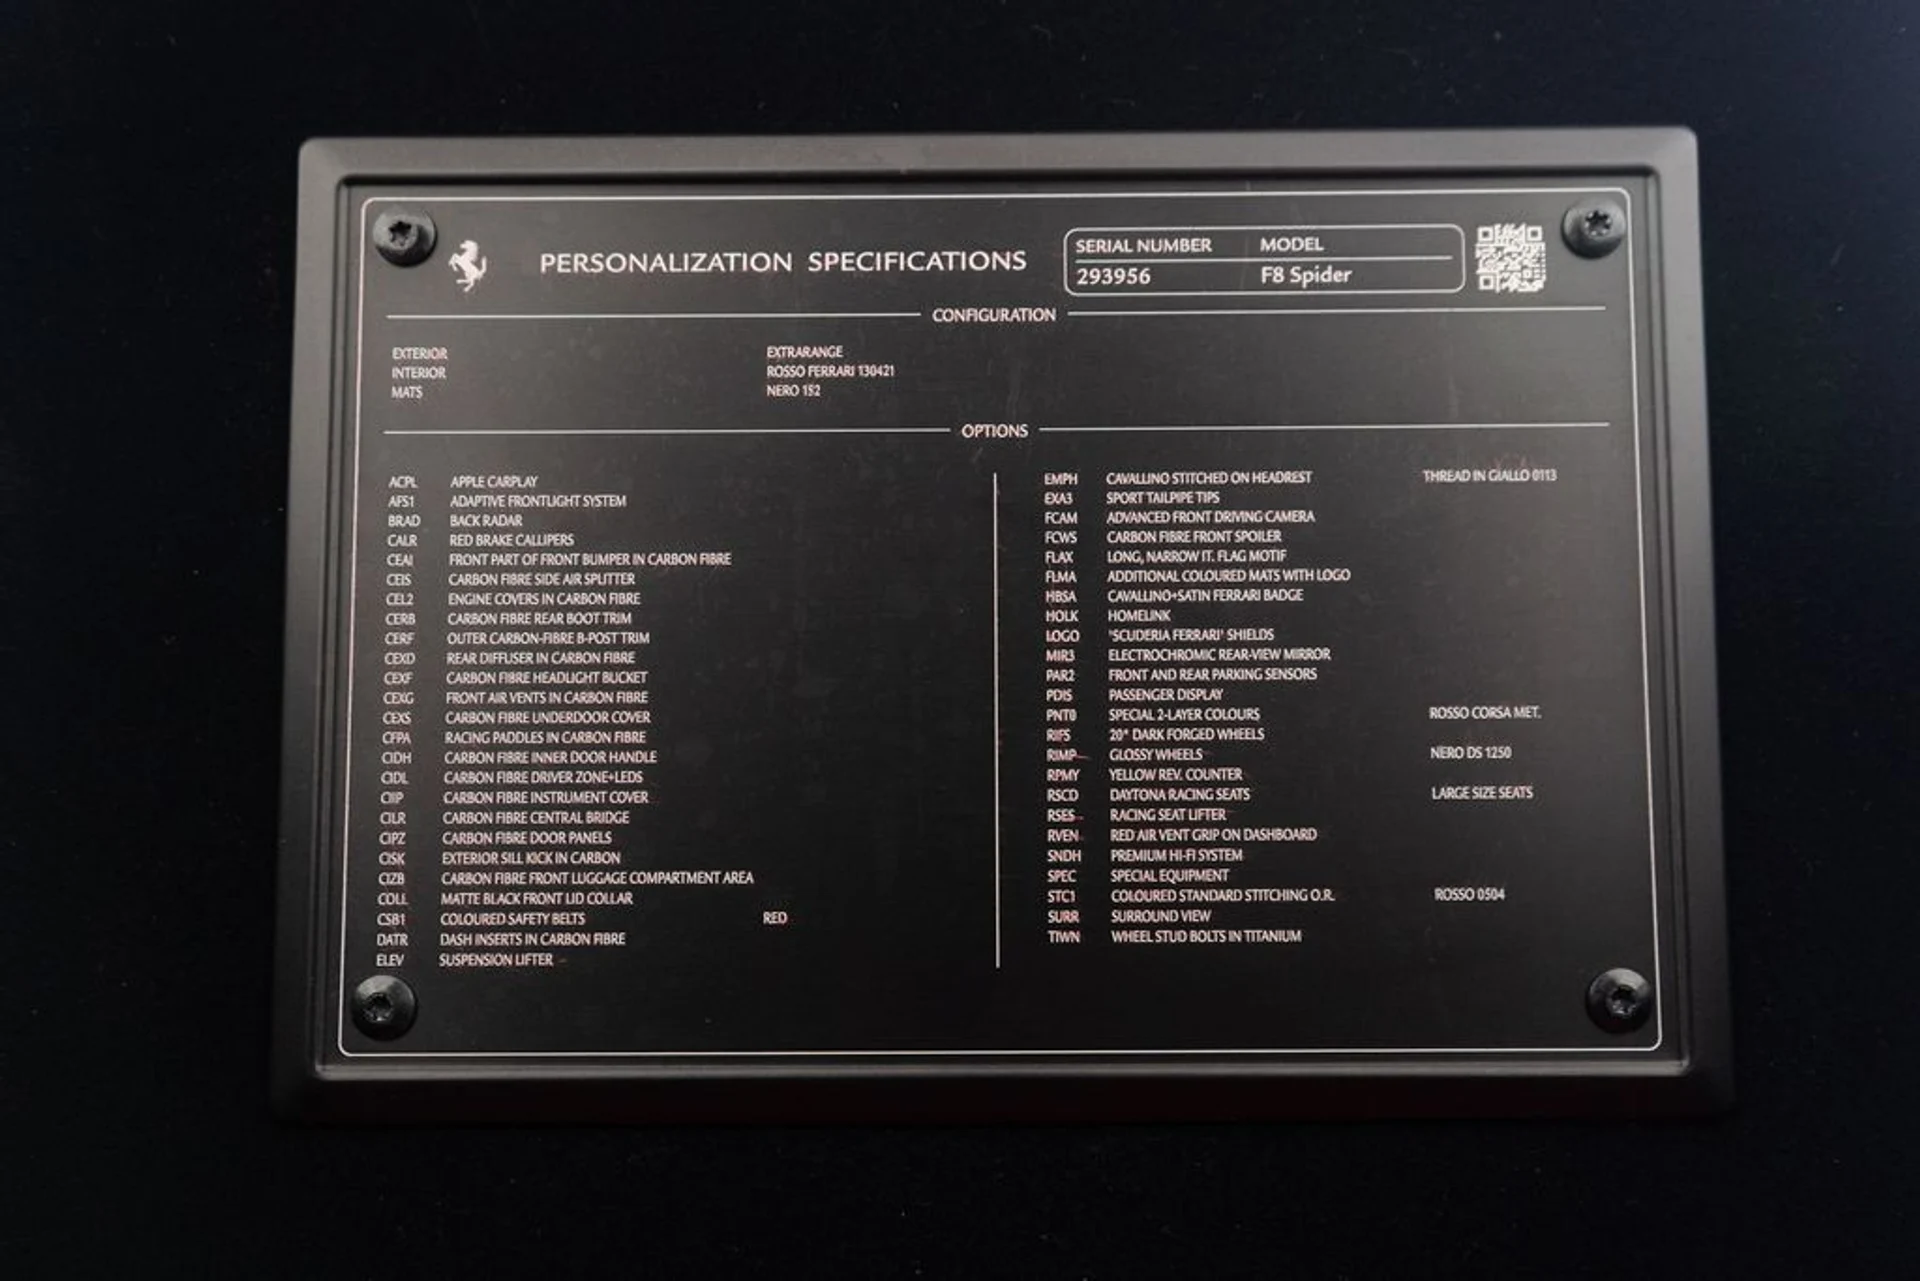 PERSONALIZATION SPECIFICATIONS
SERIAL NUMBER MODEL
293956 F8 Spider
CONFIGURATION
EXTERIOR EXTRARANGE
INTERIOR ROSSO FERRARI 130421
MATS NERO 152
OPTIONS
ACPL APPLE CARPLAY
AFS1 ADAPTIVE FRONTLIGHT SYSTEM
BRAD BACK RADAR
CALR RED BRAKE CALLIPERS
CEA1 FRONT PART OF FRONT BUMPER IN CARBON FIBRE
CEIS CARBON FIBRE SIDE AIR SPLITTER
CEL2 ENGINE COVERS IN CARBON FIBRE
CERB CARBON FIBRE REAR BOOT TRIM
CERF OUTER CARBON-FIBRE B-POST TRIM
CEXD REAR DIFFUSER IN CARBON FIBRE
CEXF CARBON FIBRE HEADLIGHT BUCKET
CEXG FRONT AIR VENTS IN CARBON FIBRE
CEXS CARBON FIBRE UNDERDOOR COVER
CFPA RACING PADDLES IN CARBON FIBRE
CIDH CARBON FIBRE INNER DOOR HANDLE
CIDL CARBON FIBRE DRIVER ZONE+LEDS
CIIP CARBON FIBRE INSTRUMENT COVER
CILR CARBON FIBRE CENTRAL BRIDGE
CIPZ CARBON FIBRE DOOR PANELS
CISK EXTERIOR SILL KICK IN CARBON
CIZB CARBON FIBRE FRONT LUGGAGE COMPARTMENT AREA
COLL MATTE BLACK FRONT LID COLLAR
CSB1 COLOURED SAFETY BELTS RED
DATR DASH INSERTS IN CARBON FIBRE
ELEV SUSPENSION LIFTER
EMPH CAVALLINO STITCHED ON HEADREST THREAD IN GIALLO 0113
EXA3 SPORT TAILPIPE TIPS
FCAM ADVANCED FRONT DRIVING CAMERA
FCWS CARBON FIBRE FRONT SPOILER
FLAX LONG, NARROW IT. FLAG MOTIF
FLMA ADDITIONAL COLOURED MATS WITH LOGO
HBSA CAVALLINO+SATIN FERRARI BADGE
HOLK HOMELINK
LOGO 'SCUDERIA FERRARI' SHIELDS
MIR3 ELECTROCHROMIC REAR-VIEW MIRROR
PAR2 FRONT AND REAR PARKING SENSORS
PDIS PASSENGER DISPLAY
PNT0 SPECIAL 2-LAYER COLOURS ROSSO CORSA MET.
RIFS 20" DARK FORGED WHEELS
RIMP GLOSSY WHEELS NERO DS 1250
RPMY YELLOW REV. COUNTER
RSCD DAYTONA RACING SEATS LARGE SIZE SEATS
RSES RACING SEAT LIFTER
RVEN RED AIR VENT GRIP ON DASHBOARD
SNDH PREMIUM HI-FI SYSTEM
SPEC SPECIAL EQUIPMENT
STC1 COLOURED STANDARD STITCHING O.R. ROSSO 0504
SURR SURROUND VIEW
TIWN WHEEL STUD BOLTS IN TITANIUM